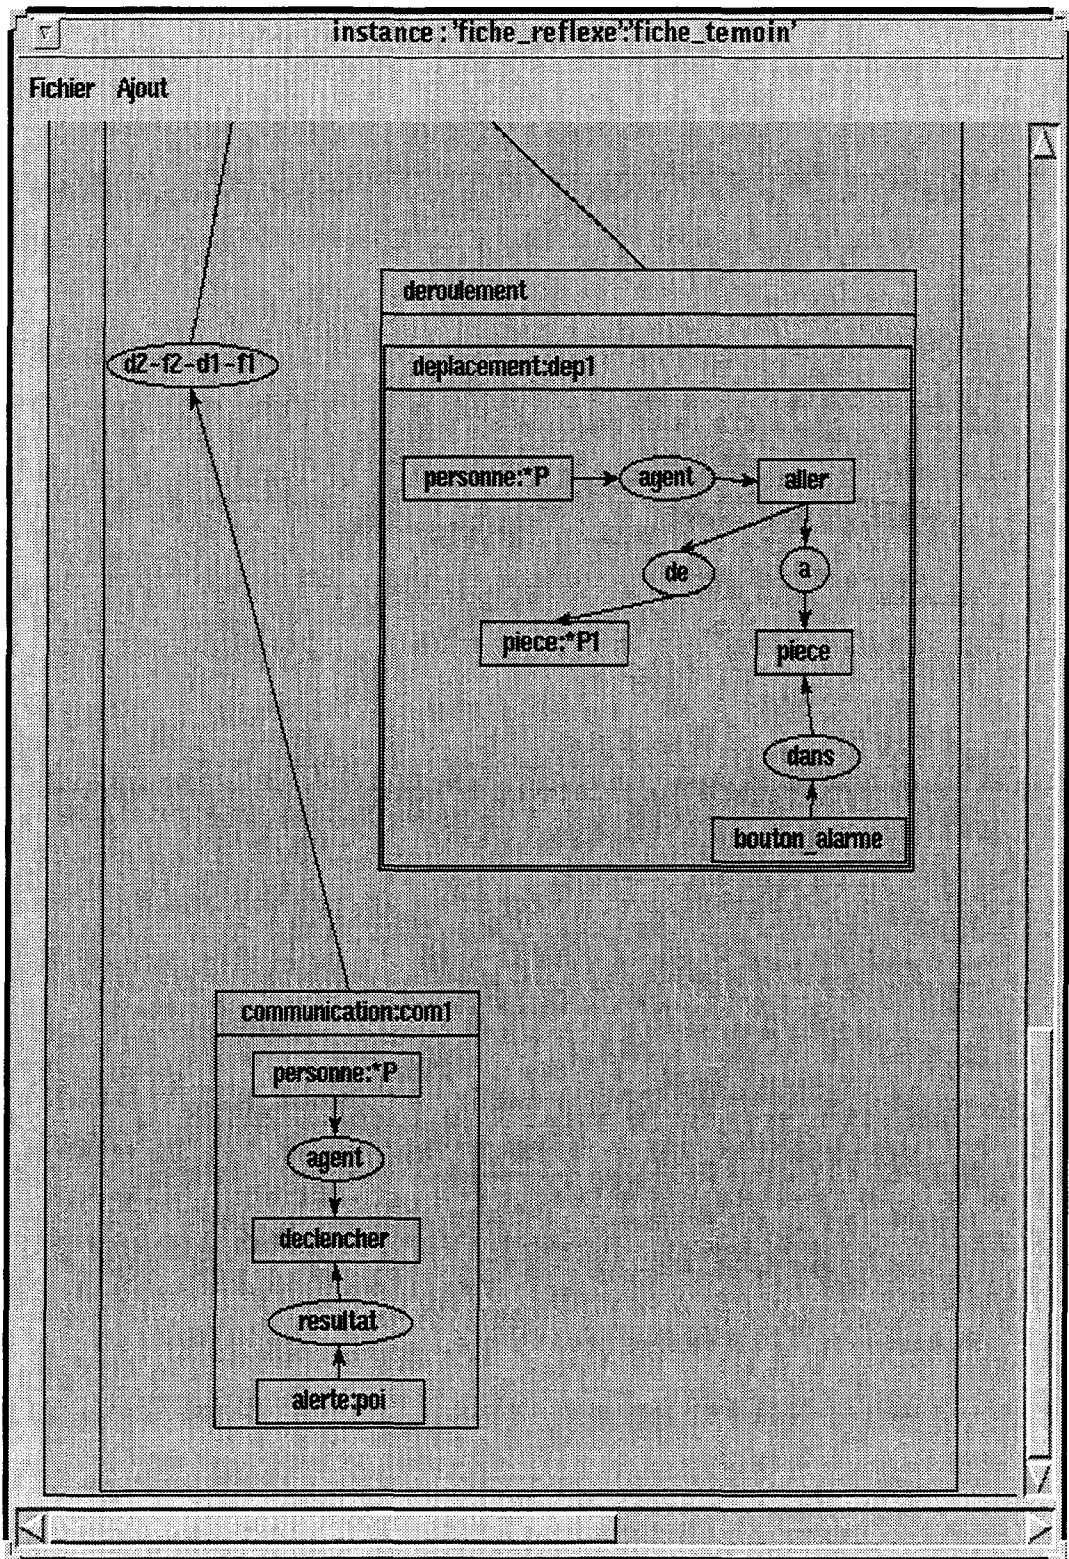 instance : 'fiche_reflexe':'fiche_temoin'
Fichier Ajout
deroulement
d2-f2-d1-f1
deplacement:dep1
personne:*P
agent
aller
de
a
piece:*P1
piece
dans
bouton_alarme
communication:com1
personne:*P
agent
declencher
resultat
alerte:poi